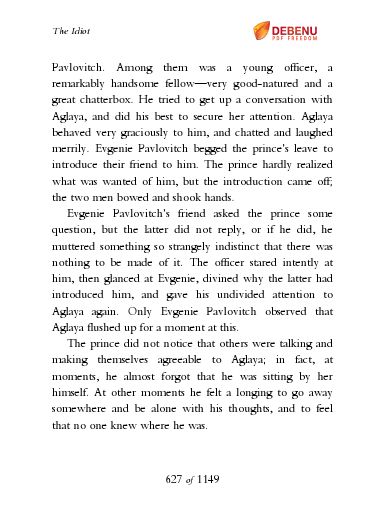 The Idiot
DEBENU
PDF FREEDOM
Pavlovitch. Among them was a young officer, a
remarkably handsome fellow—very good-natured and a
great chatterbox. He tried to get up a conversation with
Aglaya, and did his best to secure her attention. Aglaya
behaved very graciously to him, and chatted and laughed
merrily. Evgenie Pavlovitch begged the prince's leave to
introduce their friend to him. The prince hardly realized
what was wanted of him, but the introduction came off;
the two men bowed and shook hands.
Evgenie Pavlovitch's friend asked the prince some
question, but the latter did not reply, or if he did, he
muttered something so strangely indistinct that there was
nothing to be made of it. The officer stared intently at
him, then glanced at Evgenie, divined why the latter had
introduced him, and gave his undivided attention to
Aglaya again. Only Evgenie Pavlovitch observed that
Aglaya flushed up for a moment at this.
The prince did not notice that others were talking and
making themselves agreeable to Aglaya; in fact, at
moments, he almost forgot that he was sitting by her
himself. At other moments he felt a longing to go away
somewhere and be alone with his thoughts, and to feel
that no one knew where he was.
627 of 1149